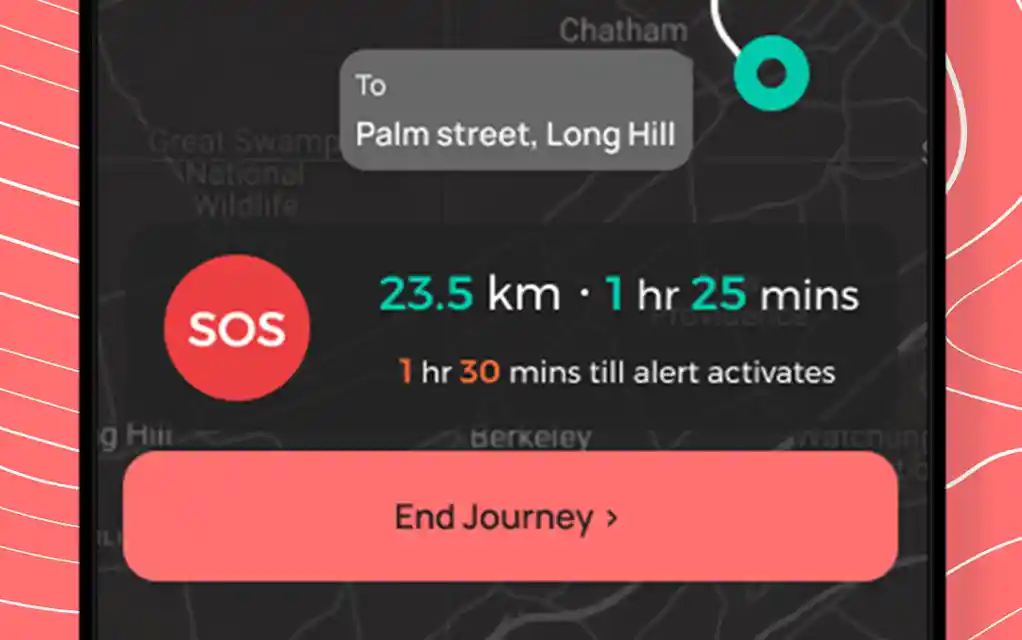 Chatham
To
Palm street, Long Hill
Great Swamp
National
Wildlife
SOS
23.5 km · 1 hr 25 mins
Providence
1 hr 30 mins till alert activates
g Hill
Berkeley
End Journey ›